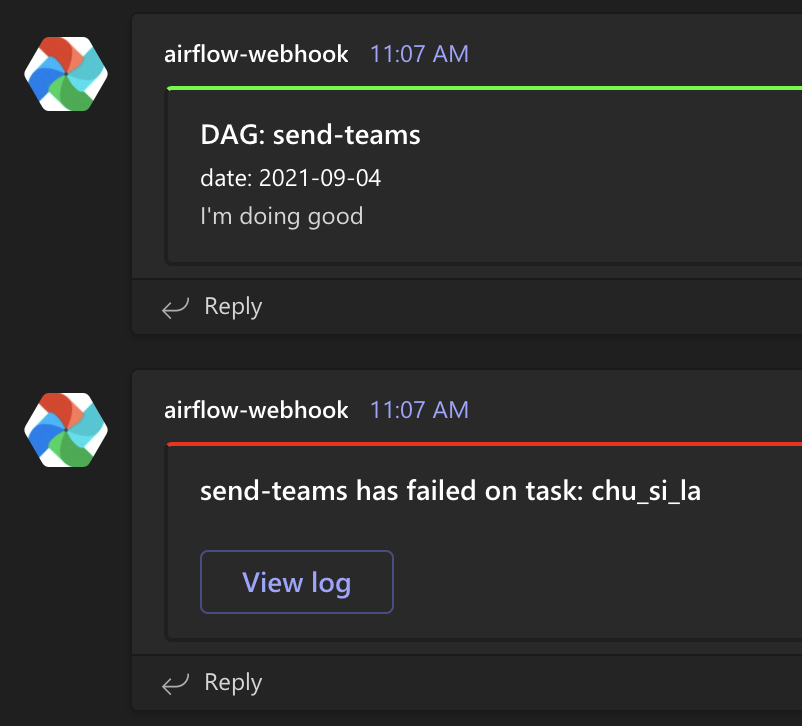 airflow-webhook 11:07 AM
DAG: send-teams
date: 2021-09-04
I'm doing good
Reply
airflow-webhook 11:07 AM
send-teams has failed on task: chu_si_la
View log
Reply